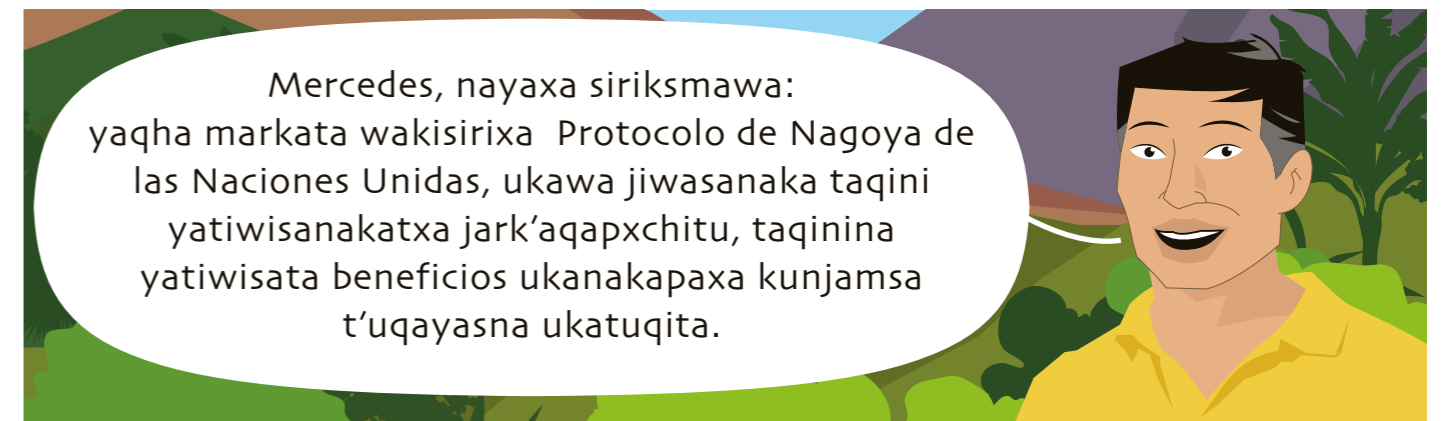 Mercedes, nayaxa siriksmawa:
yaqha markata wakisirixa  Protocolo de Nagoya de
las Naciones Unidas, ukawa jiwasanaka taqini
yatiwisanakatxa jark’aqapxchitu, taqinina
yatiwisata beneficios ukanakapaxa kunjamsa
t’uqayasna ukatuqita.